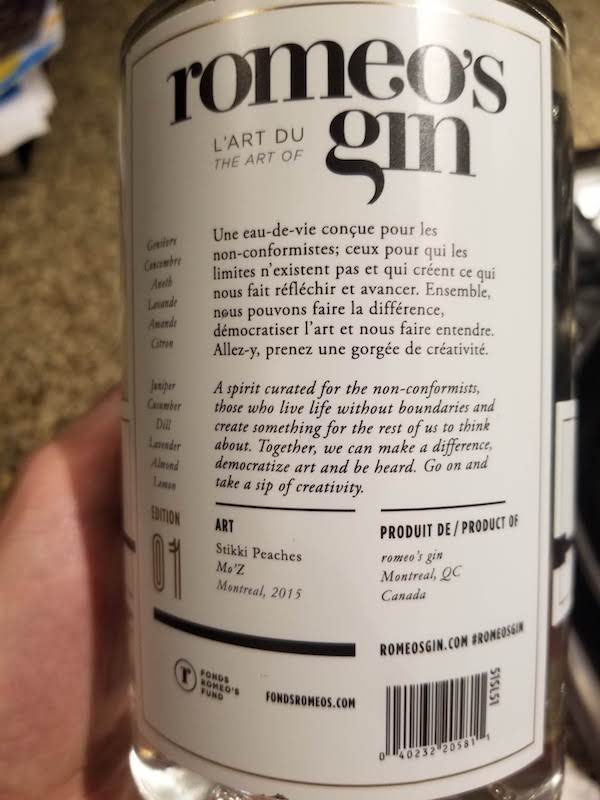 romeo's
L'ART DU
THE ART OF
gin
Genièvre
Concombre
Aneth
Lavande
Amande
Citron
Une eau-de-vie conçue pour les
non-conformistes; ceux pour qui les
limites n'existent pas et qui créent ce qui
nous fait réfléchir et avancer. Ensemble,
nous pouvons faire la différence,
démocratiser l'art et nous faire entendre.
Allez-y, prenez une gorgée de créativité.
Juniper
Cucumber
Dill
Lavender
Almond
Lemon
A spirit curated for the non-conformists,
those who live life without boundaries and
create something for the rest of us to think
about. Together, we can make a difference,
democratize art and be heard. Go on and
take a sip of creativity.
EDITION
01
ART
Stikki Peaches
Mo'Z
Montreal, 2015
PRODUIT DE / PRODUCT OF
romeo's gin
Montreal, QC
Canada
ROMEOSGIN.COM #ROMEOSGIN
r
FONDS
ROMEO'S
FUND
FONDSROMEOS.COM
0 40232 20581 1